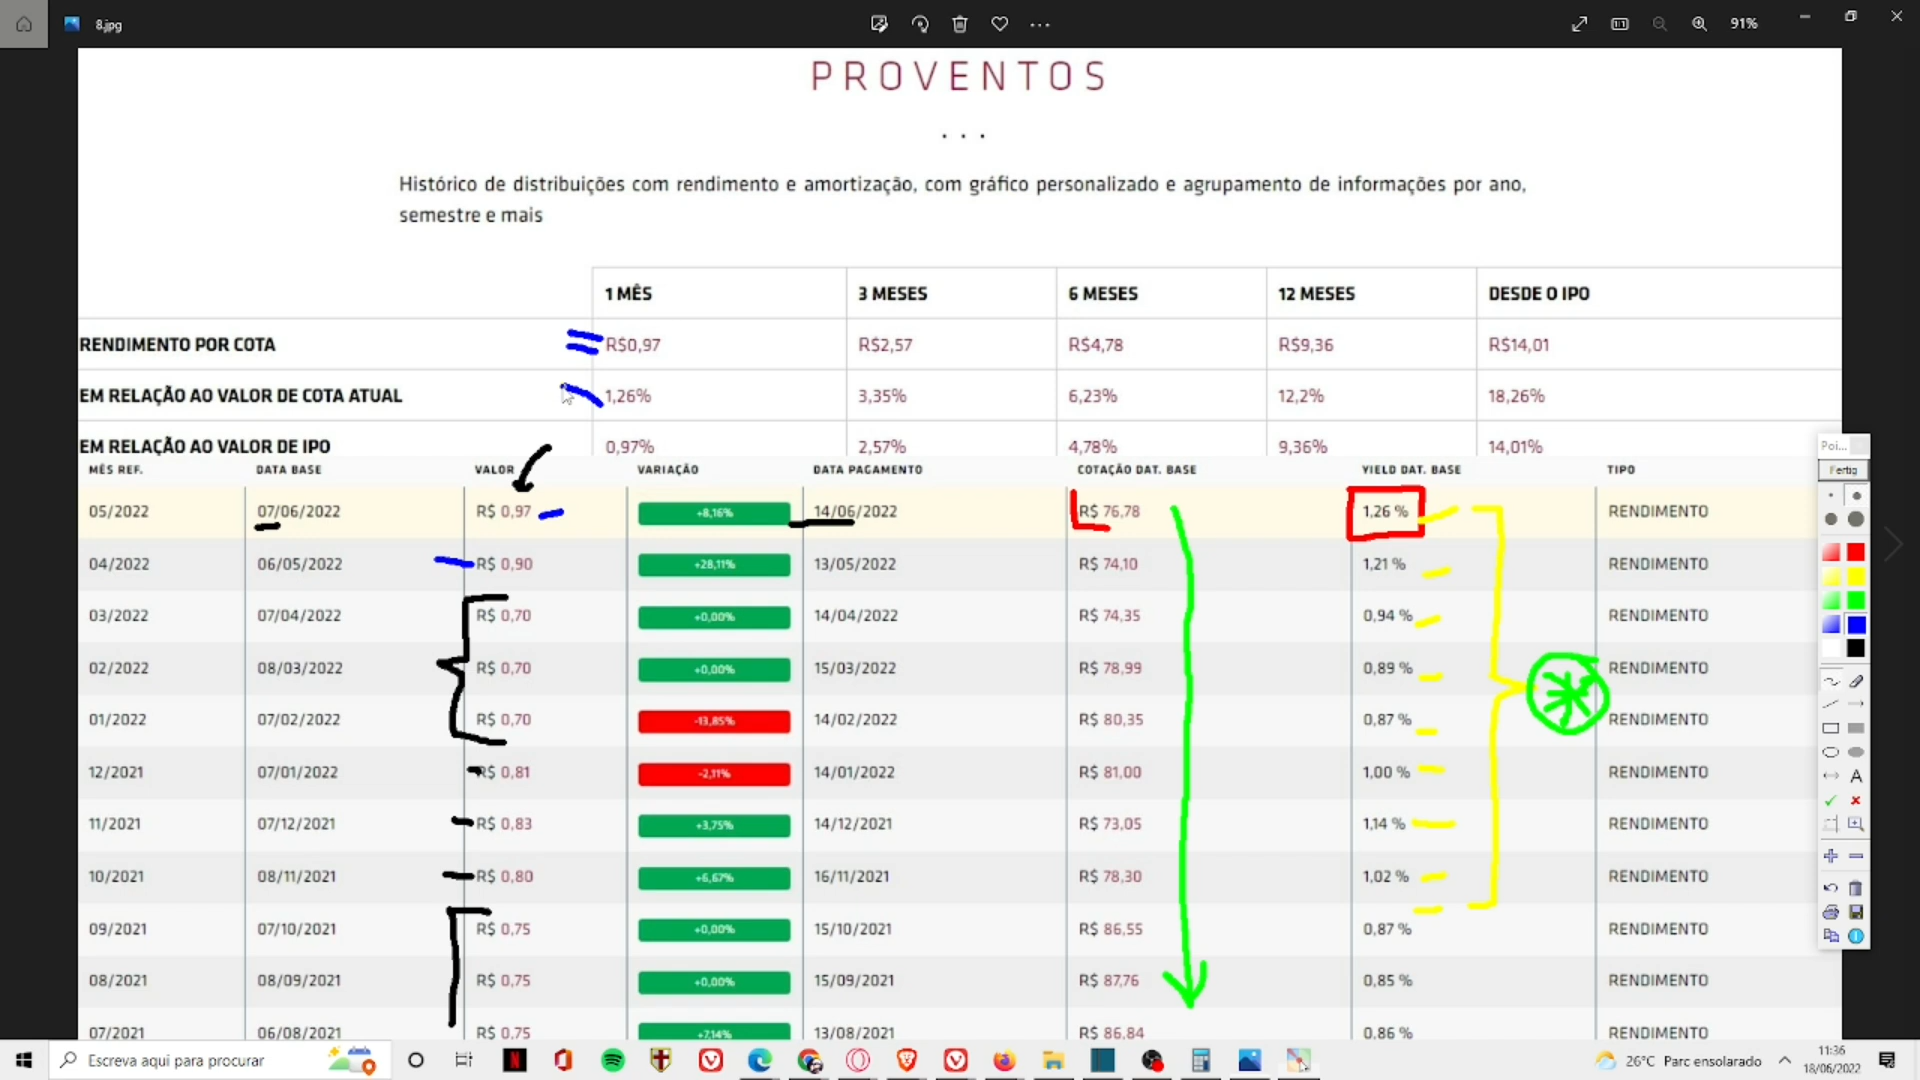 8.jpg
91%
PROVENTOS
...
Histórico de distribuições com rendimento e amortização, com gráfico personalizado e agrupamento de informações por ano,
semestre e mais
1 MÊS 3 MESES 6 MESES 12 MESES DESDE O IPO
RENDIMENTO POR COTA R$0,97 R$2,57 R$4,78 R$9,36 R$14,01
EM RELAÇÃO AO VALOR DE COTA ATUAL 1,26% 3,35% 6,23% 12,2% 18,26%
EM RELAÇÃO AO VALOR DE IPO 0,97% 2,57% 4,78% 9,36% 14,01%
MÊS REF. DATA BASE VALOR VARIAÇÃO DATA PAGAMENTO COTAÇÃO DAT. BASE YIELD DAT. BASE TIPO
05/2022 07/06/2022 R$ 0,97 +8,16% 14/06/2022 R$ 76,78 1,26 % RENDIMENTO
04/2022 06/05/2022 R$ 0,90 +28,11% 13/05/2022 R$ 74,10 1,21 % RENDIMENTO
03/2022 07/04/2022 R$ 0,70 +0,00% 14/04/2022 R$ 74,35 0,94 % RENDIMENTO
02/2022 08/03/2022 R$ 0,70 +0,00% 15/03/2022 R$ 78,99 0,89 % RENDIMENTO
01/2022 07/02/2022 R$ 0,70 -13,85% 14/02/2022 R$ 80,35 0,87 % RENDIMENTO
12/2021 07/01/2022 R$ 0,81 -2,11% 14/01/2022 R$ 81,00 1,00 % RENDIMENTO
11/2021 07/12/2021 R$ 0,83 +3,75% 14/12/2021 R$ 73,05 1,14 % RENDIMENTO
10/2021 08/11/2021 R$ 0,80 +6,67% 16/11/2021 R$ 78,30 1,02 % RENDIMENTO
09/2021 07/10/2021 R$ 0,75 +0,00% 15/10/2021 R$ 86,55 0,87 % RENDIMENTO
08/2021 08/09/2021 R$ 0,75 +0,00% 15/09/2021 R$ 87,76 0,85 % RENDIMENTO
07/2021 06/08/2021 R$ 0,75 +7,14% 13/08/2021 R$ 86,84 0,86 % RENDIMENTO
Poi...
Fertig
A
Escreva aqui para procurar
26°C Parc ensolarado
11:36
18/06/2022